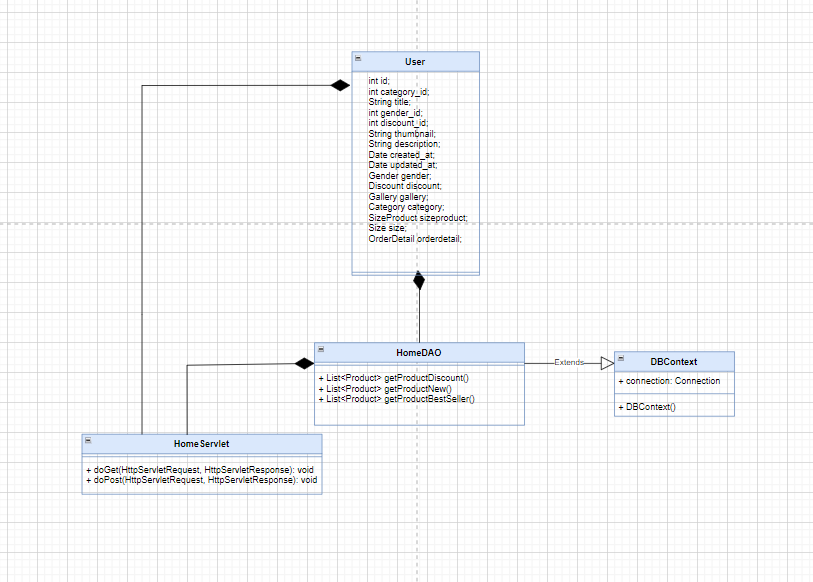 User
int id;
int category_id;
String title;
int gender_id;
int discount_id;
String thumbnail;
String description;
Date created_at;
Date updated_at;
Gender gender;
Discount discount;
Gallery gallery;
Category category;
SizeProduct sizeproduct;
Size size;
OrderDetail orderdetail;
HomeDAO
+ List<Product> getProductDiscount()
+ List<Product> getProductNew()
+ List<Product> getProductBestSeller()
Extends
DBContext
+ connection: Connection
+ DBContext()
HomeServlet
+ doGet(HttpServletRequest, HttpServletResponse): void
+ doPost(HttpServletRequest, HttpServletResponse): void